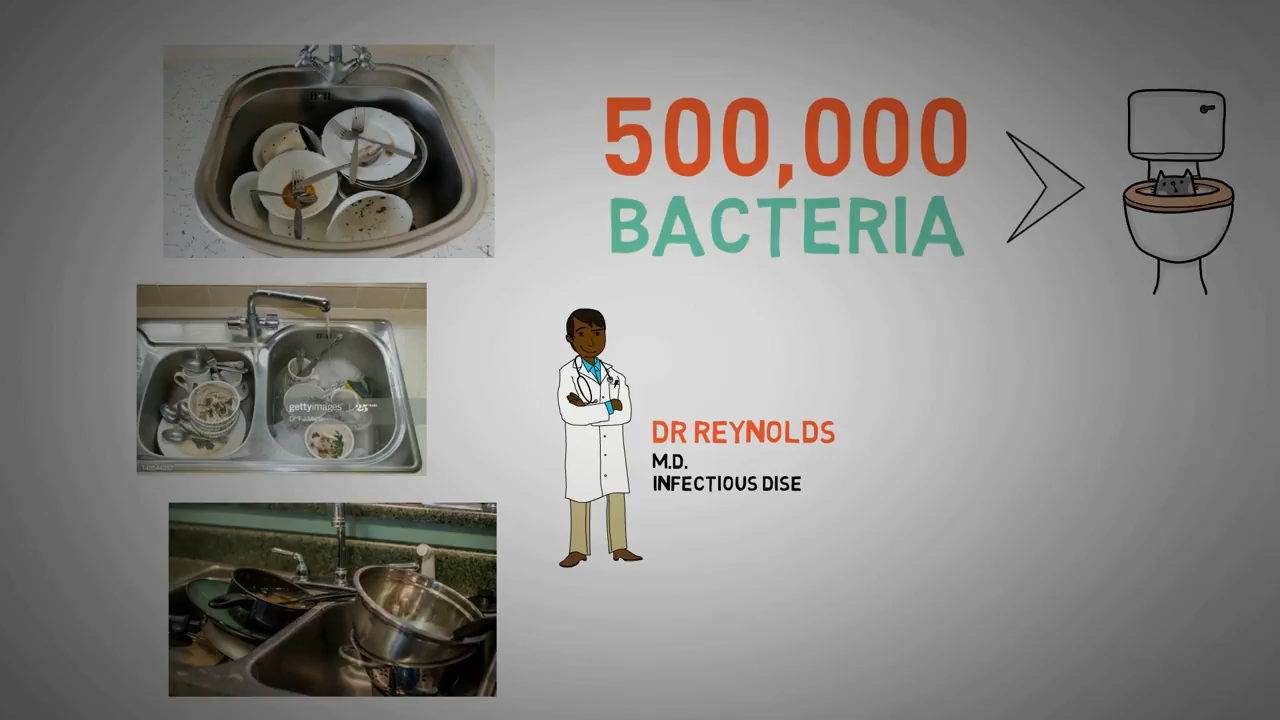 500,000
BACTERIA
DR REYNOLDS
M.D.
INFECTIOUS DISE
gettyimages